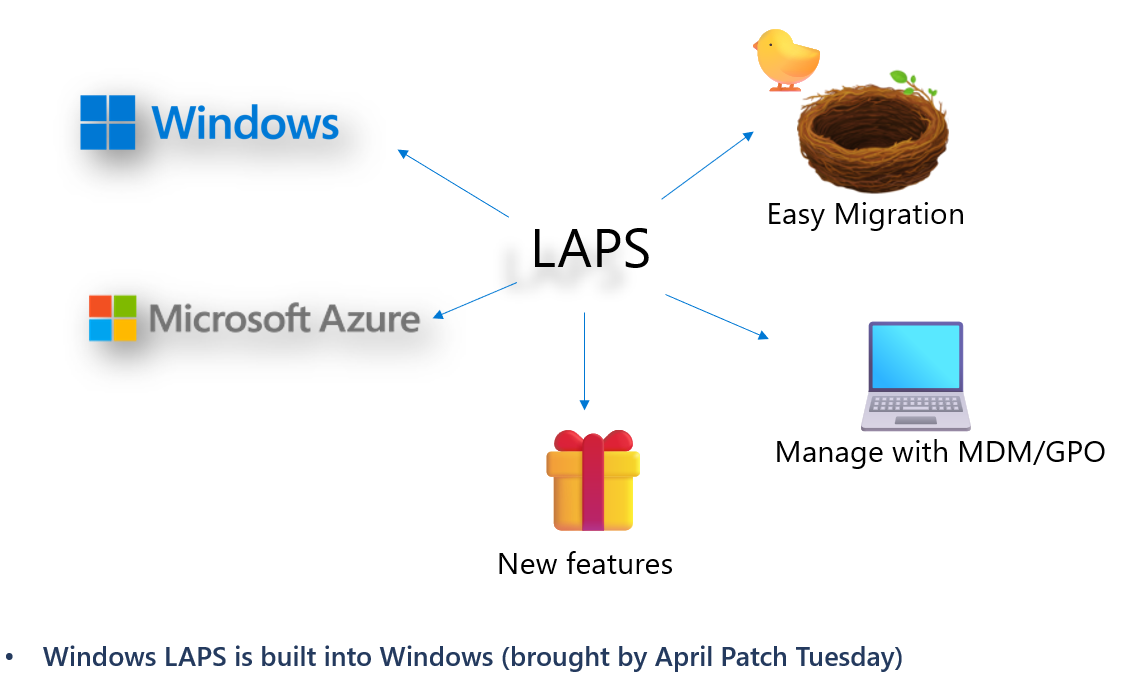 Windows
Easy Migration
LAPS
Microsoft Azure
Manage with MDM/GPO
New features
• Windows LAPS is built into Windows (brought by April Patch Tuesday)